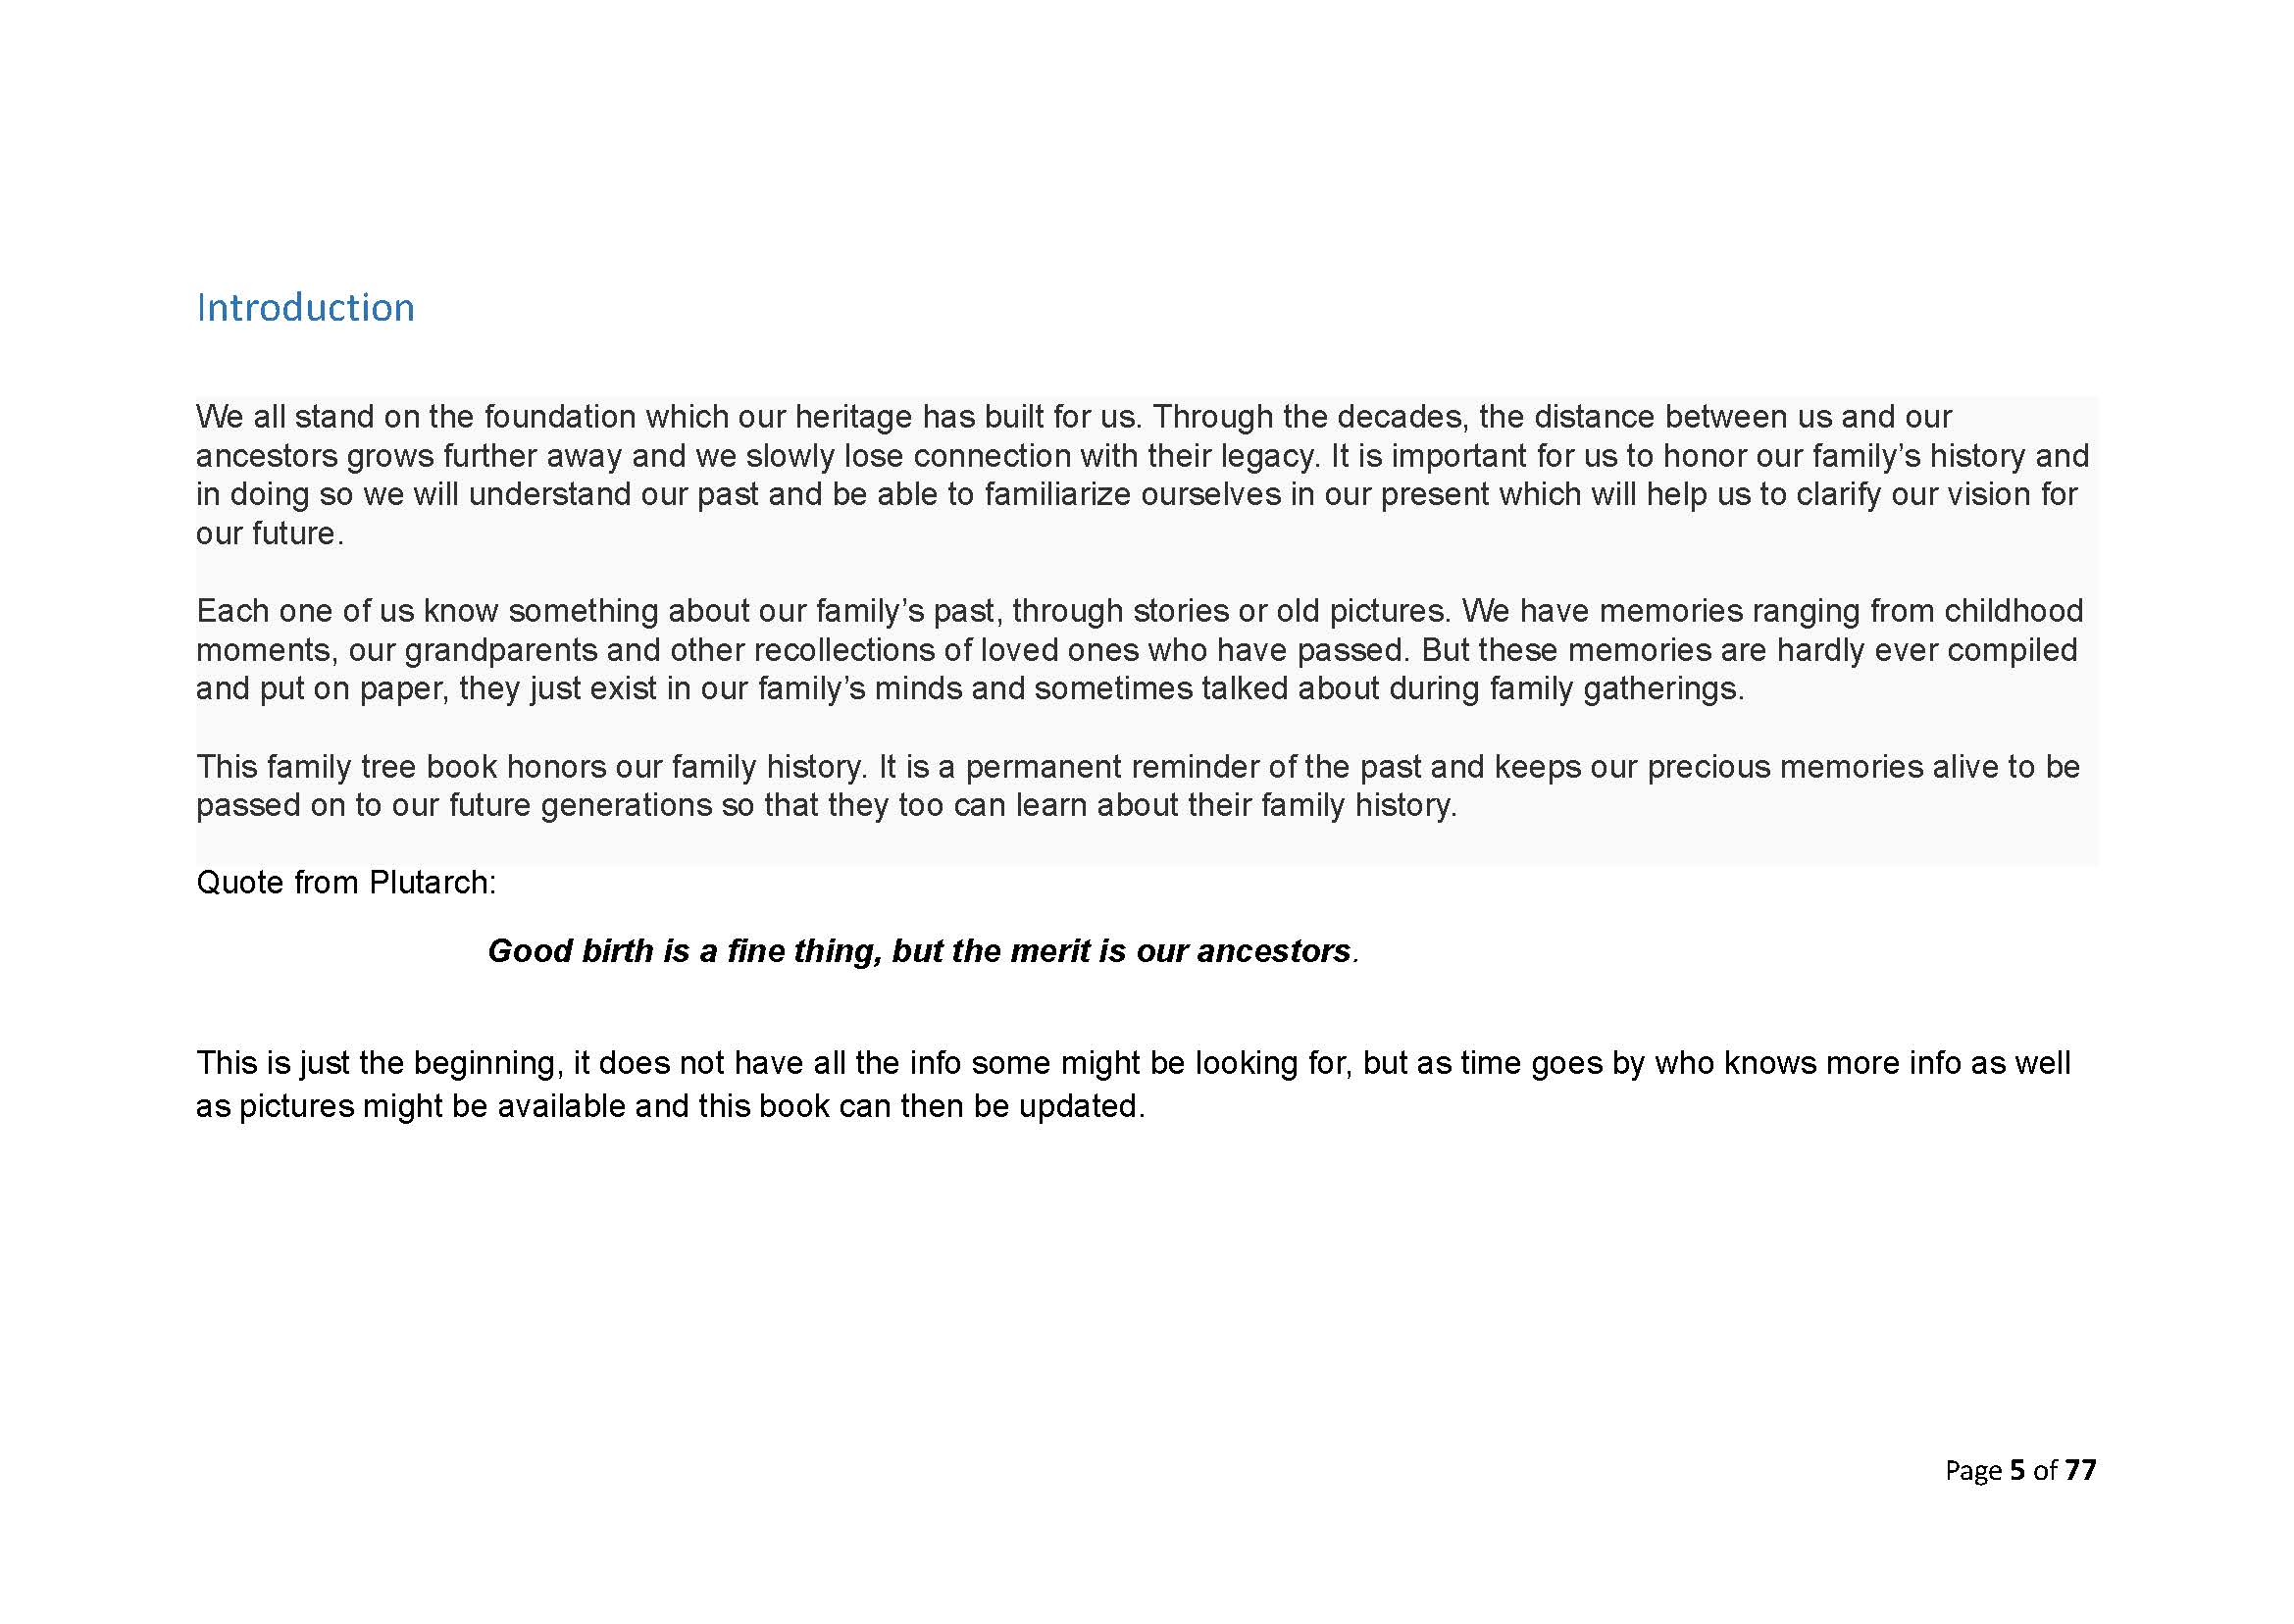 Introduction
We all stand on the foundation which our heritage has built for us. Through the decades, the distance between us and our
ancestors grows further away and we slowly lose connection with their legacy. It is important for us to honor our family’s history and
in doing so we will understand our past and be able to familiarize ourselves in our present which will help us to clarify our vision for
our future.
Each one of us know something about our family’s past, through stories or old pictures. We have memories ranging from childhood
moments, our grandparents and other recollections of loved ones who have passed. But these memories are hardly ever compiled
and put on paper, they just exist in our family’s minds and sometimes talked about during family gatherings.
This family tree book honors our family history. It is a permanent reminder of the past and keeps our precious memories alive to be
passed on to our future generations so that they too can learn about their family history.
Quote from Plutarch:
Good birth is a fine thing, but the merit is our ancestors.
This is just the beginning, it does not have all the info some might be looking for, but as time goes by who knows more info as well
as pictures might be available and this book can then be updated.
Page 5 of 77